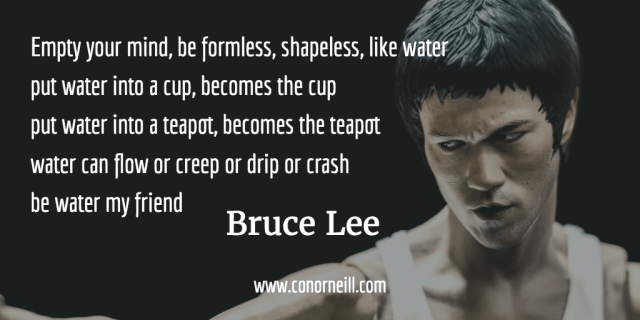 Empty your mind, be formless, shapeless, like water
put water into a cup, becomes the cup
put water into a teapot, becomes the teapot
water can flow or creep or drip or crash
be water my friend
Bruce Lee
www.conorneill.com